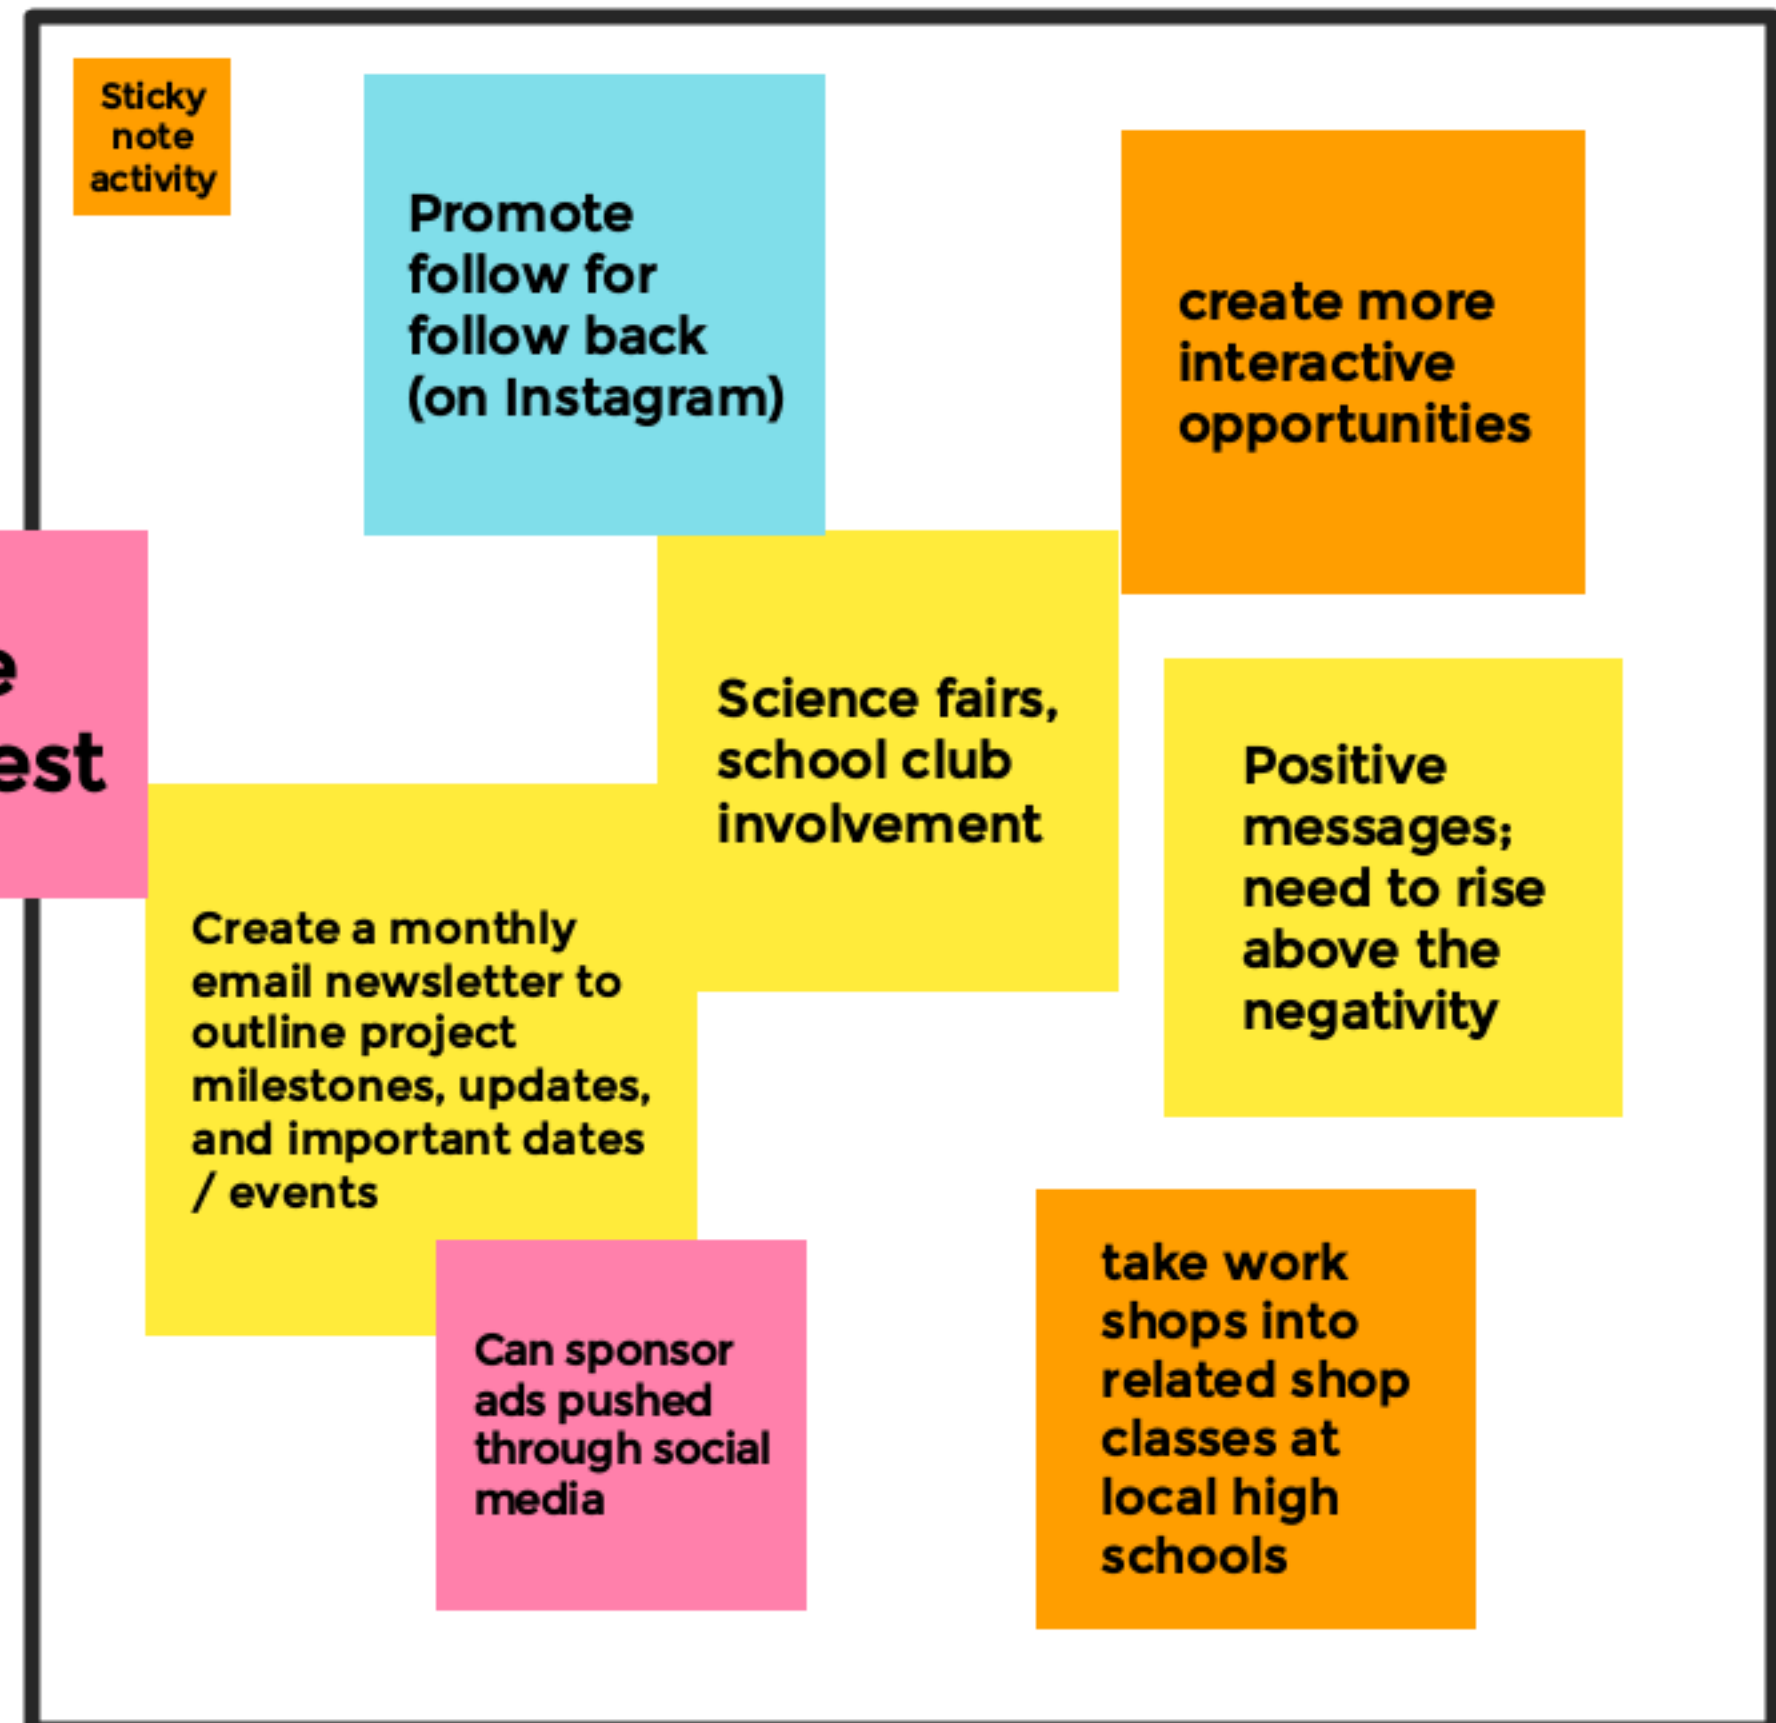 Sticky
note
activity
Promote
follow for
follow back
(on Instagram)
create more
interactive
opportunities
Science fairs,
school club
involvement
Positive
messages;
need to rise
above the
negativity
Create a monthly
email newsletter to
outline project
milestones, updates,
and important dates
/ events
Can sponsor
ads pushed
through social
media
take work
shops into
related shop
classes at
local high
schools